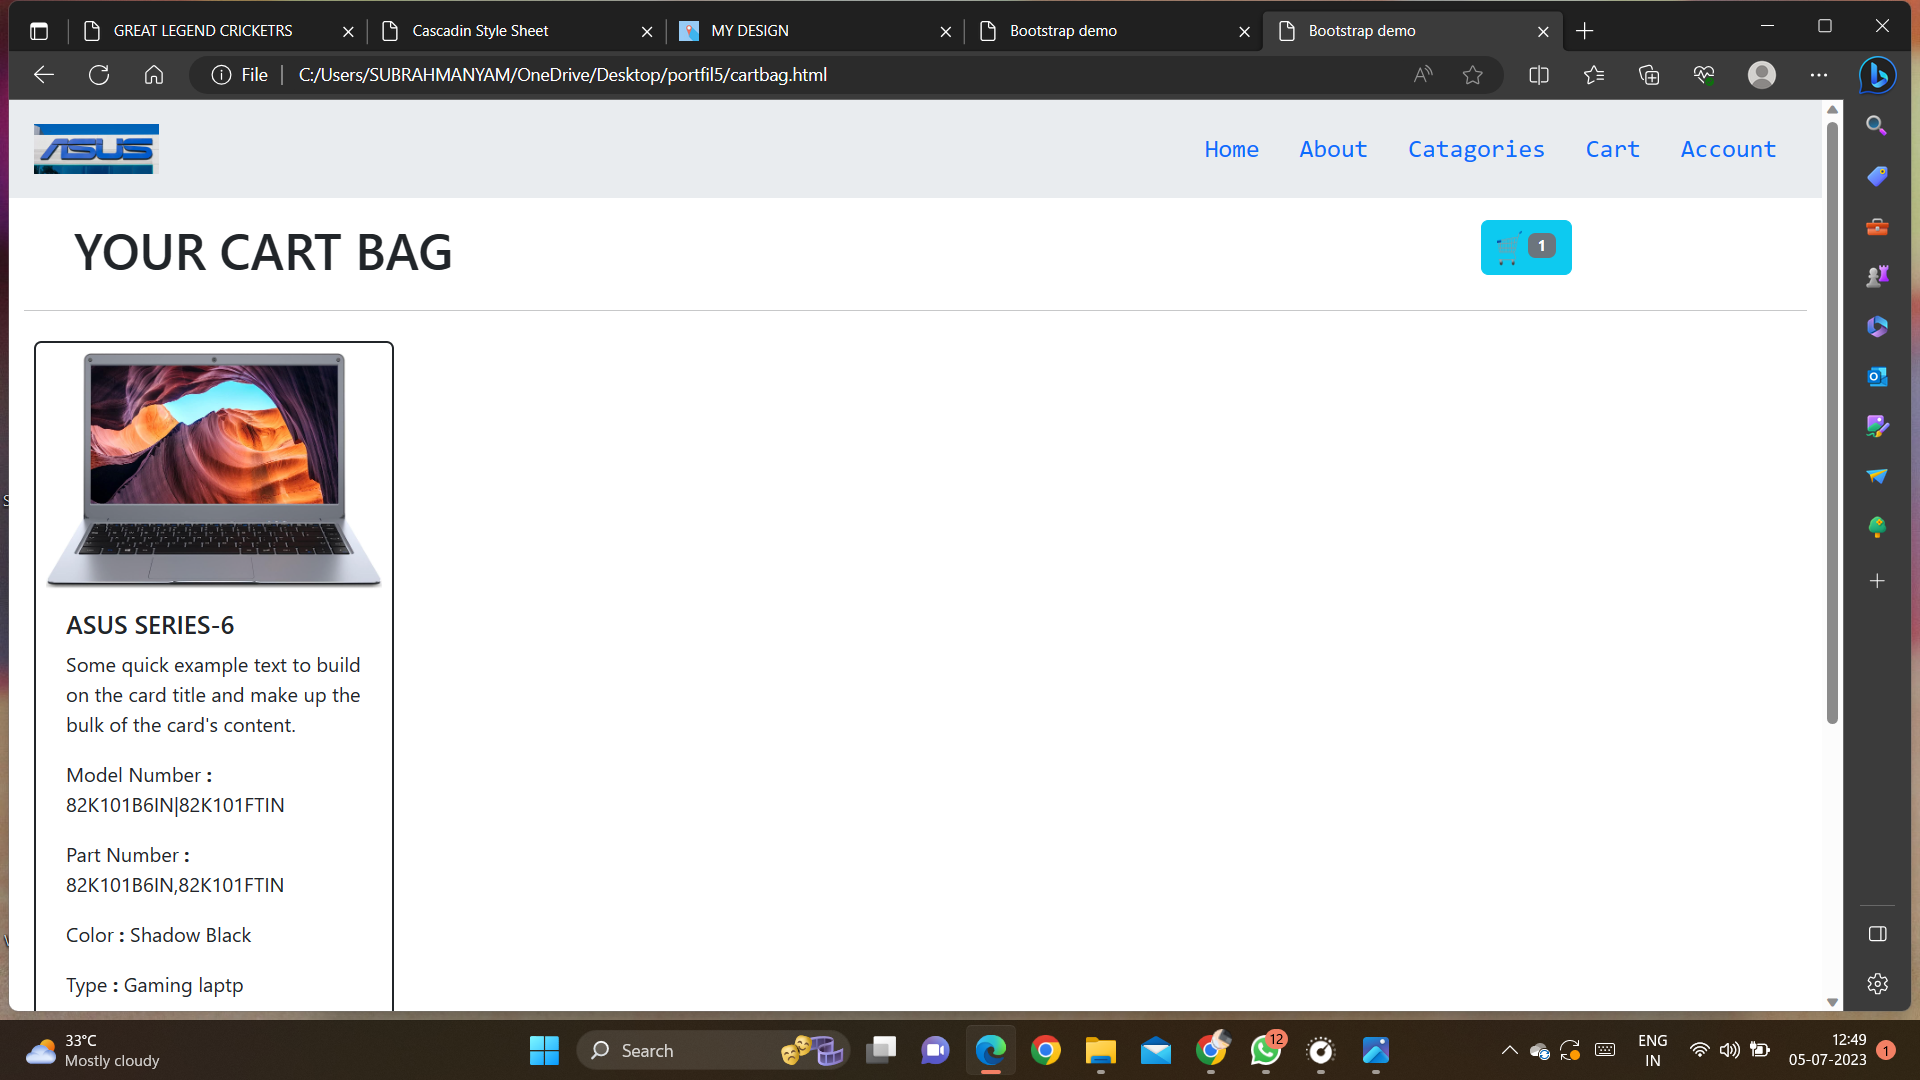 GREAT LEGEND CRICKETRS
Cascadin Style Sheet
MY DESIGN
Bootstrap demo
Bootstrap demo
File
C:/Users/SUBRAHMANYAM/OneDrive/Desktop/portfil5/cartbag.html
ASUS
Home
About
Catagories
Cart
Account
YOUR CART BAG
1
ASUS SERIES-6
Some quick example text to build
on the card title and make up the
bulk of the card's content.
Model Number :
82K101B6IN|82K101FTIN
Part Number :
82K101B6IN,82K101FTIN
Color : Shadow Black
Type : Gaming laptp
33°C
Mostly cloudy
Search
12
ENG
IN
12:49
05-07-2023
1